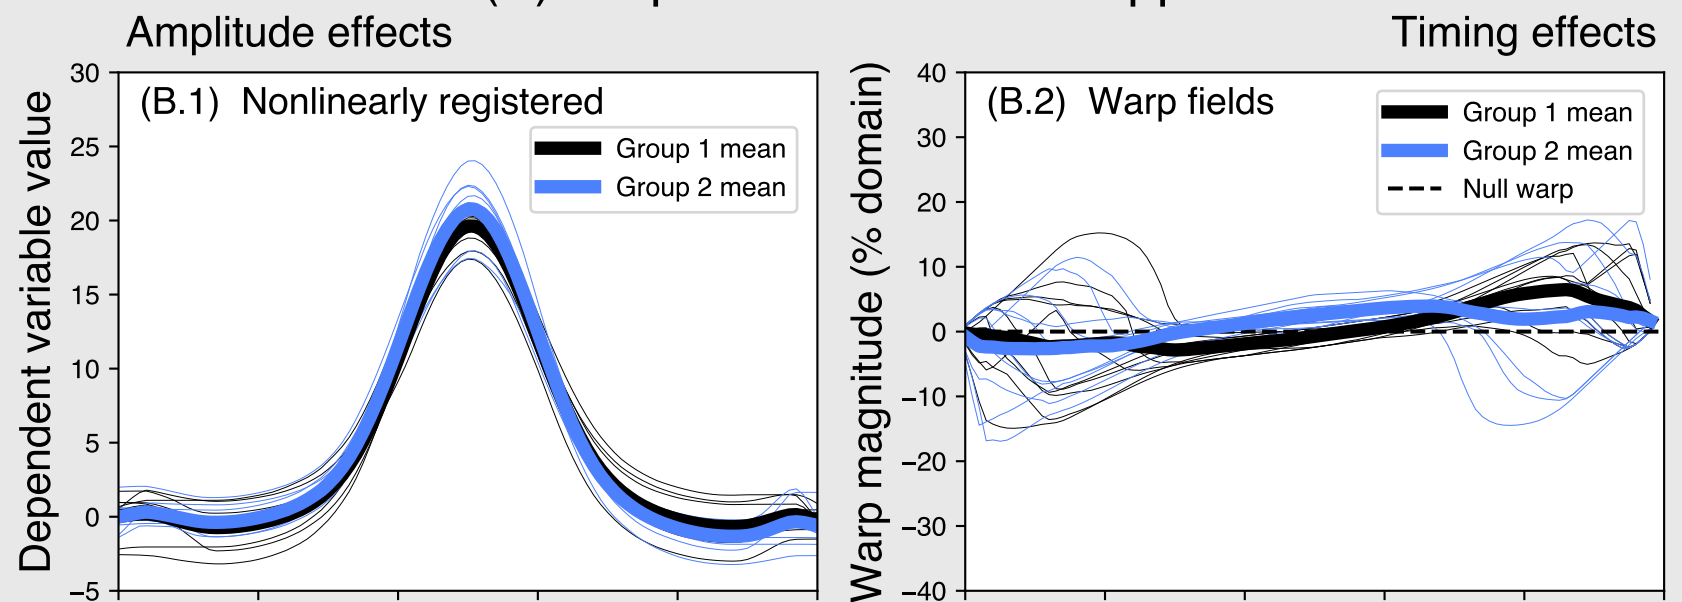 Amplitude effects
Timing effects
Dependent variable value
30
25
20
15
10
5
0
−5
(B.1) Nonlinearly registered
Group 1 mean
Group 2 mean
Warp magnitude (% domain)
40
30
20
10
0
−10
−20
−30
−40
(B.2) Warp fields
Group 1 mean
Group 2 mean
Null warp